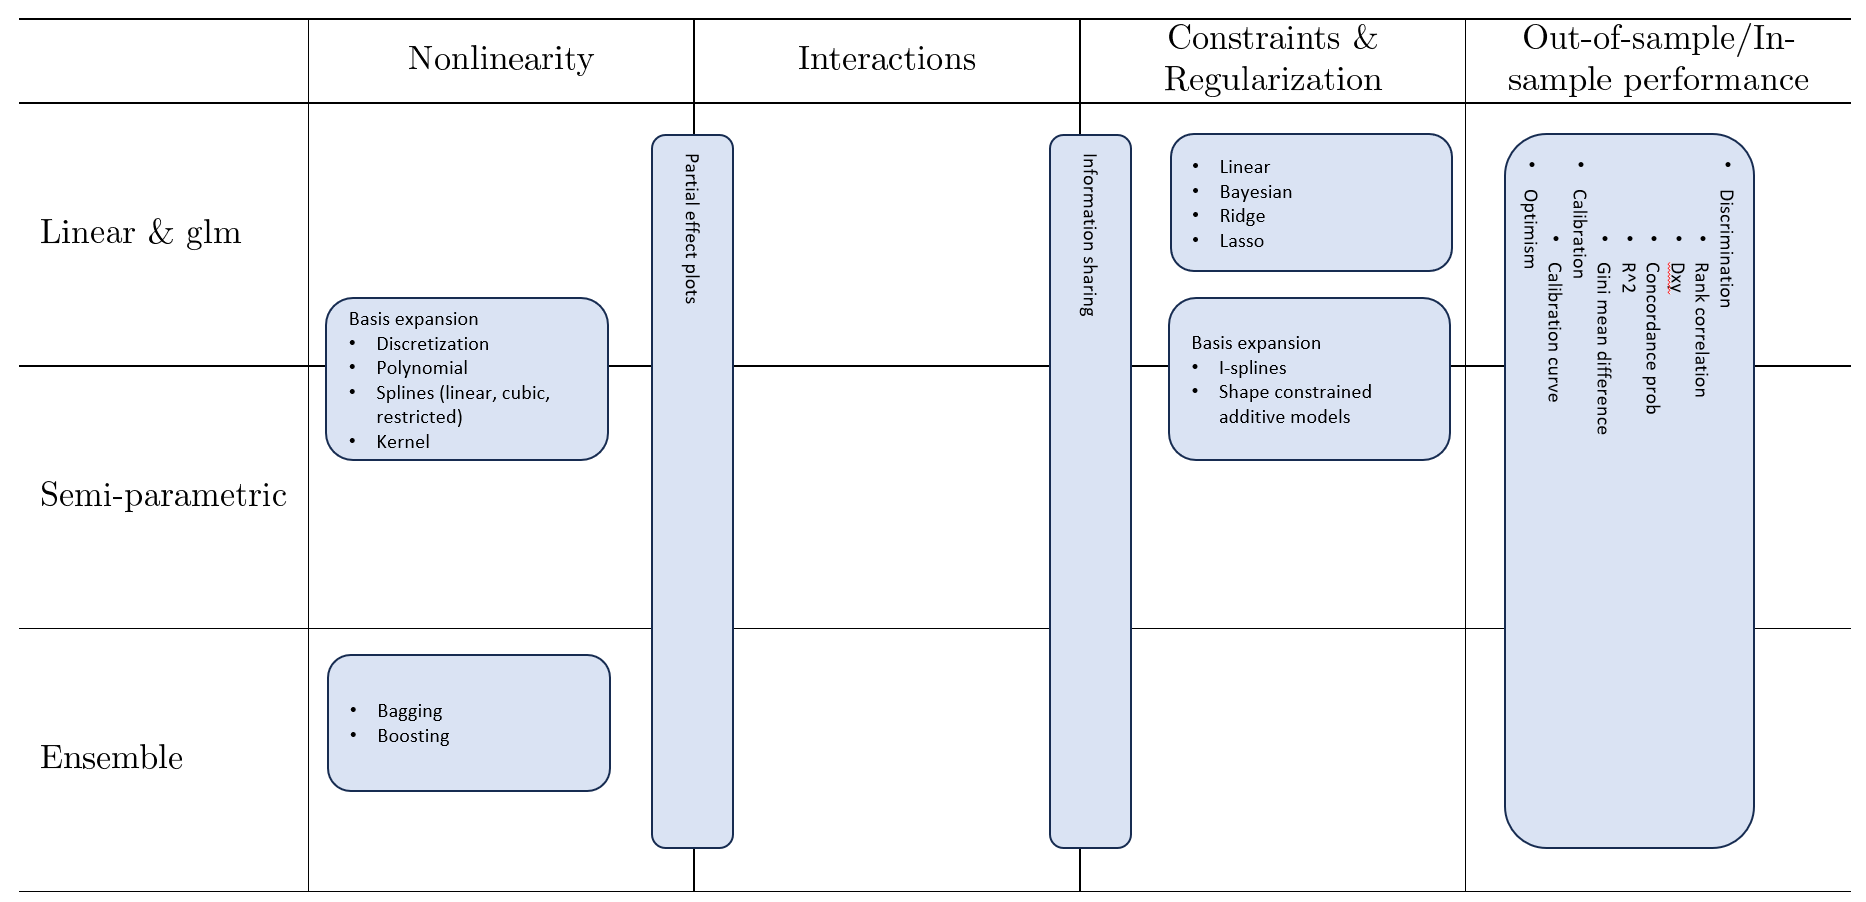 Nonlinearity
Interactions
Constraints &
Regularization
Out-of-sample/In-
sample performance
Linear & glm
Semi-parametric
Ensemble
Basis expansion
• Discretization
• Polynomial
• Splines (linear, cubic,
restricted)
• Kernel
• Bagging
• Boosting
Partial effect plots
Information sharing
• Linear
• Bayesian
• Ridge
• Lasso
Basis expansion
• I-splines
• Shape constrained
additive models
• Discrimination
• Rank correlation
• Dxy
• Concordance prob
• R^2
• Gini mean difference
• Calibration
• Calibration curve
• Optimism